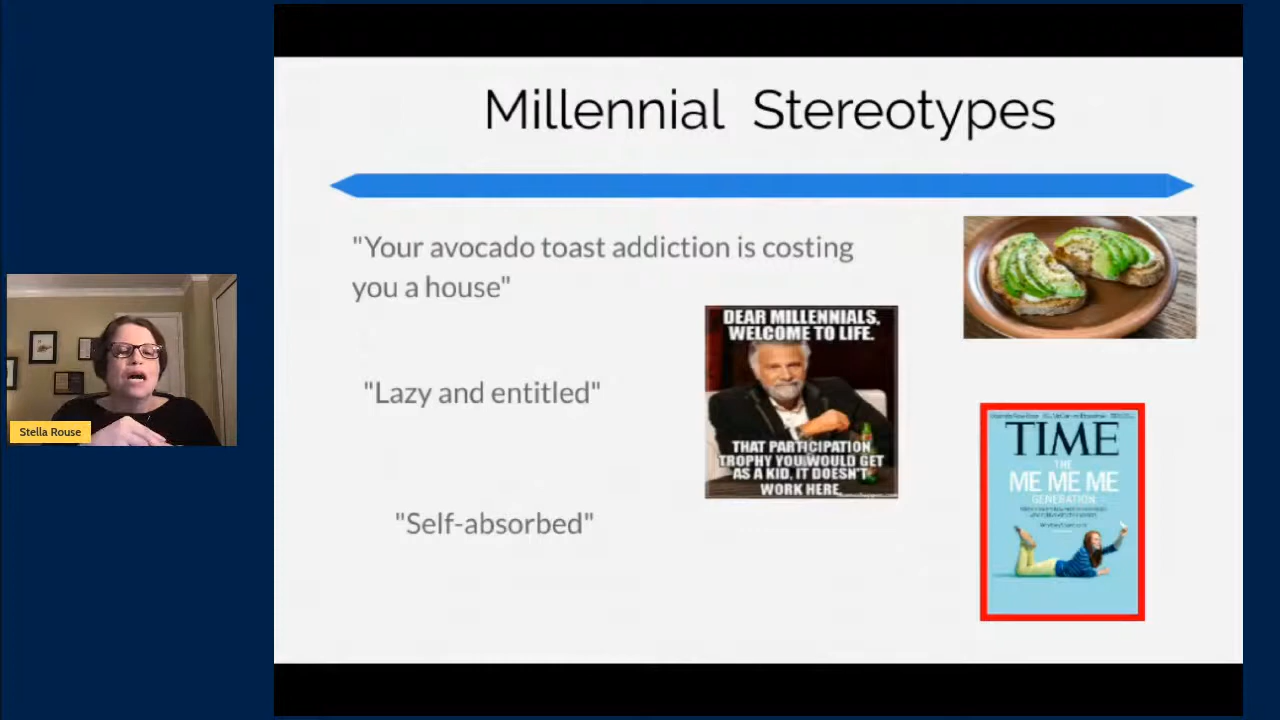 Millennial Stereotypes
"Your avocado toast addiction is costing
you a house"
DEAR MILLENNIALS,
WELCOME TO LIFE.
THAT PARTICIPATION
TROPHY YOU WOULD GET
AS A KID, IT DOESN'T
WORK HERE.
"Lazy and entitled"
Stella Rouse
"Self-absorbed"
TIME
THE
ME ME ME
GENERATION